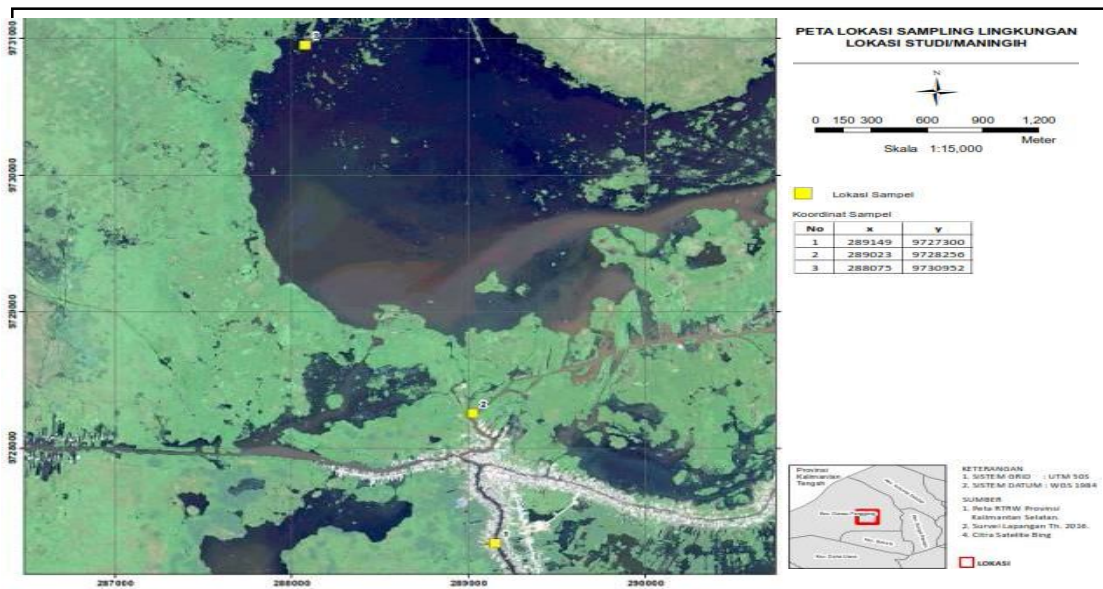 PETA LOKASI SAMPLING LINGKUNGAN
LOKASI STUDI/MANINGIH
N
0 150 300 600 900 1,200
Meter
Skala 1:15,000
Lokasi Sampel
Koordinat Sampel
No x y
1 289149 9727300
2 289023 9728256
3 288075 9730952
9731000
9730000
9729000
9728000
287000 288000 289000 290000
3
2
1
Provinsi
Kalimantan
Tengah
KETERANGAN
1. SISTEM GRID : UTM 50S
2. SISTEM DATUM : WGS 1984
SUMBER
1. Peta RTRW Provinsi
Kalimantan Selatan.
2. Survei Lapangan Th. 2016.
4. Citra Satelite Bing
LOKASI